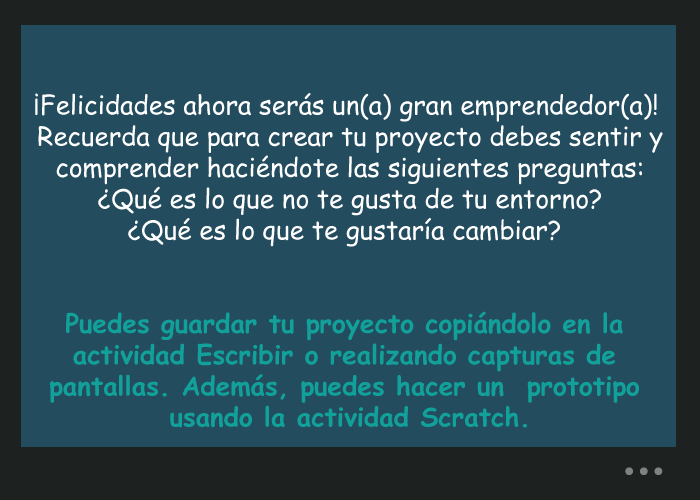 ¡Felicidades ahora serás un(a) gran emprendedor(a)!
Recuerda que para crear tu proyecto debes sentir y
comprender haciéndote las siguientes preguntas:
¿Qué es lo que no te gusta de tu entorno?
¿Qué es lo que te gustaría cambiar?
Puedes guardar tu proyecto copiándolo en la
actividad Escribir o realizando capturas de
pantallas. Además, puedes hacer un prototipo
usando la actividad Scratch.